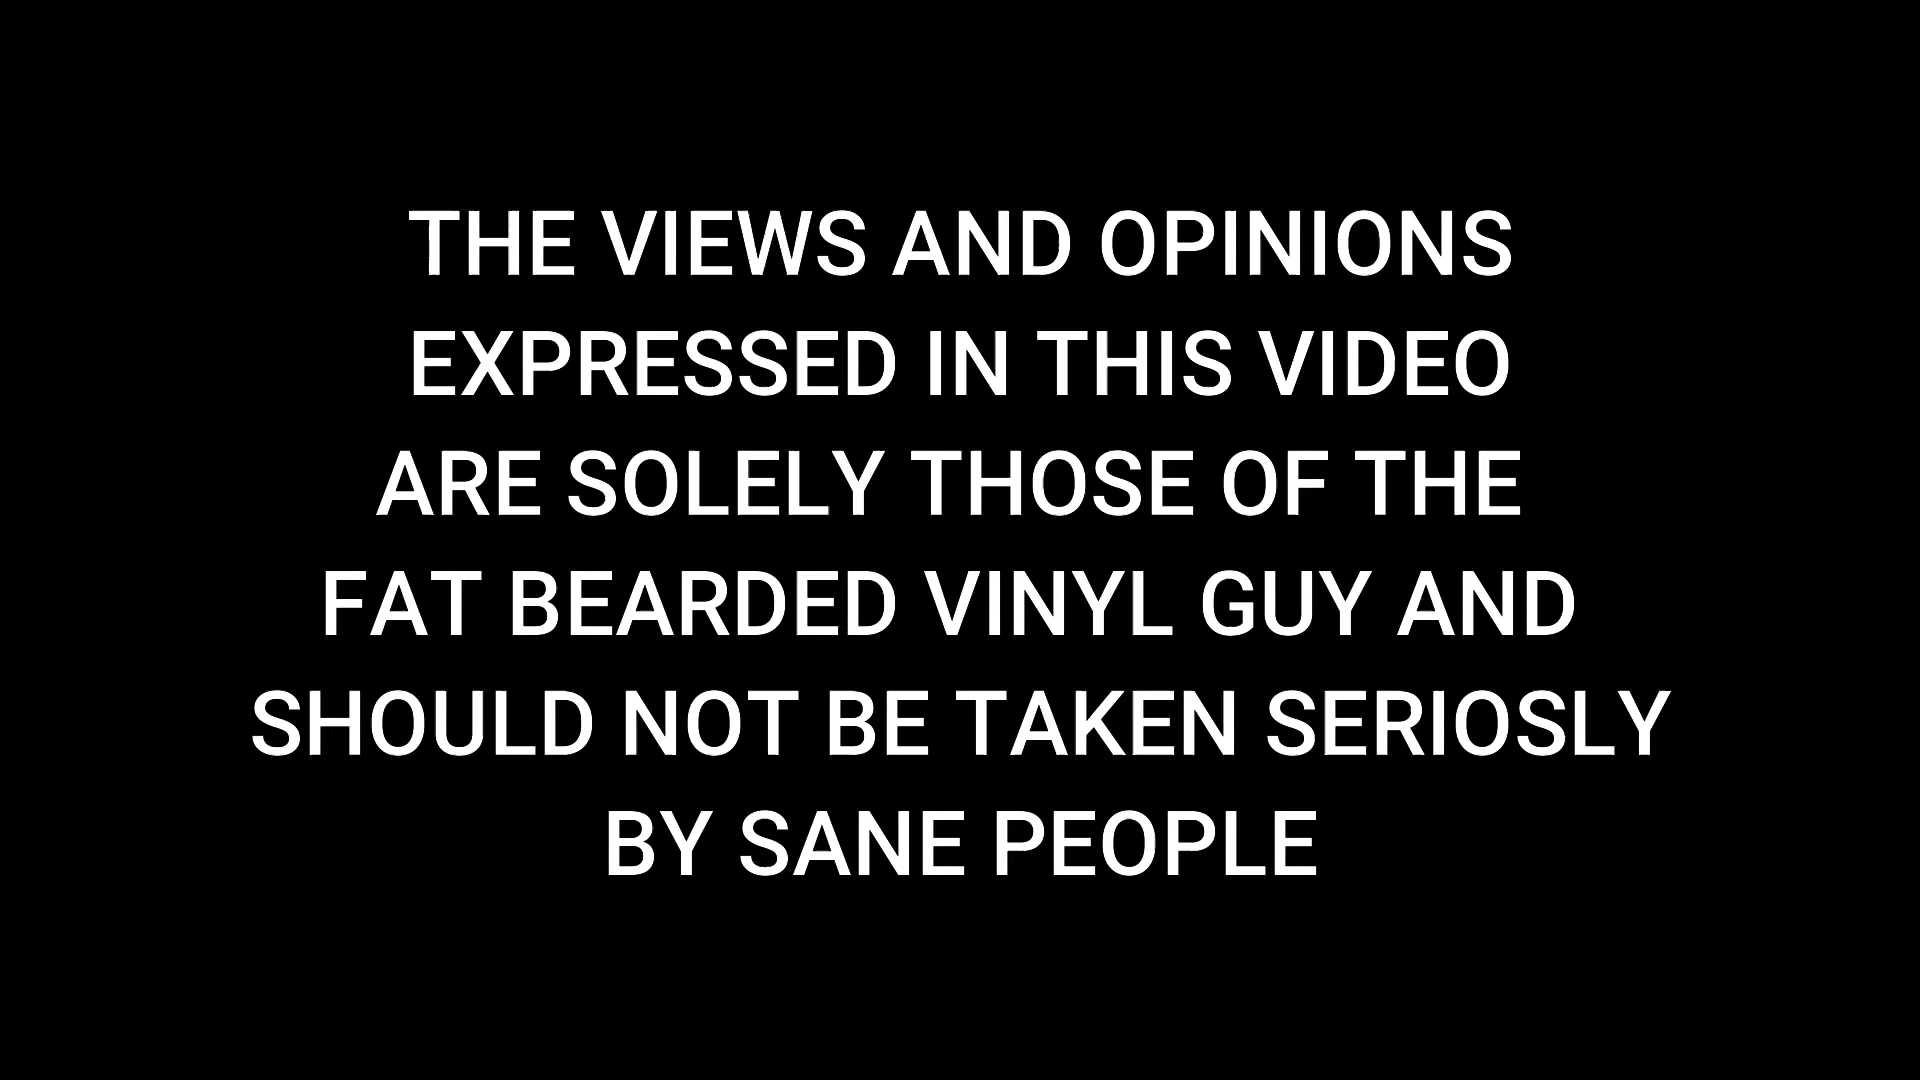 THE VIEWS AND OPINIONS
EXPRESSED IN THIS VIDEO
ARE SOLELY THOSE OF THE
FAT BEARDED VINYL GUY AND
SHOULD NOT BE TAKEN SERIOSLY
BY SANE PEOPLE